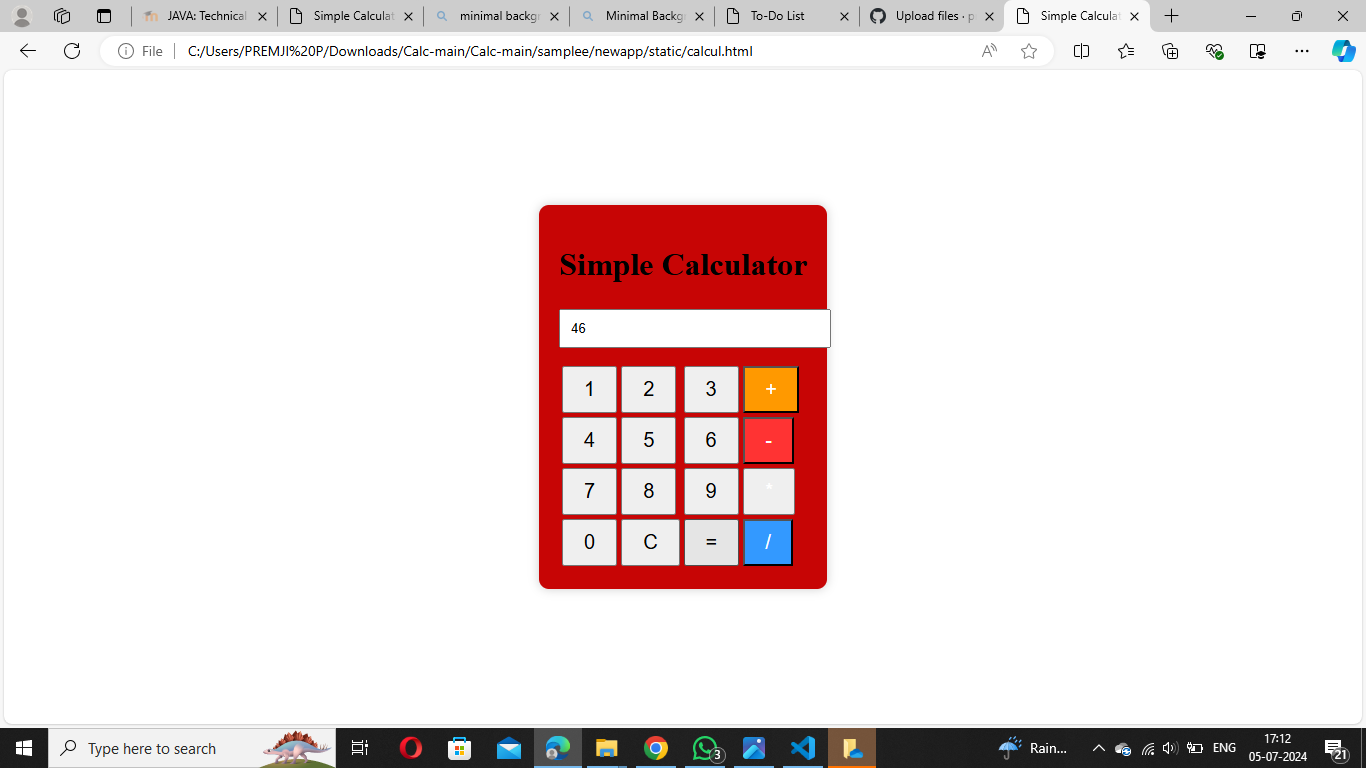 JAVA: Technical
Simple Calculat
minimal backgr
Minimal Backg
To-Do List
Upload files · p
Simple Calculat
File
C:/Users/PREMJI%20P/Downloads/Calc-main/Calc-main/samplee/newapp/static/calcul.html
Simple Calculator
46
1 2 3 +
4 5 6 -
7 8 9 *
0 C = /
Type here to search
3
Rain...
ENG
17:12
05-07-2024
21